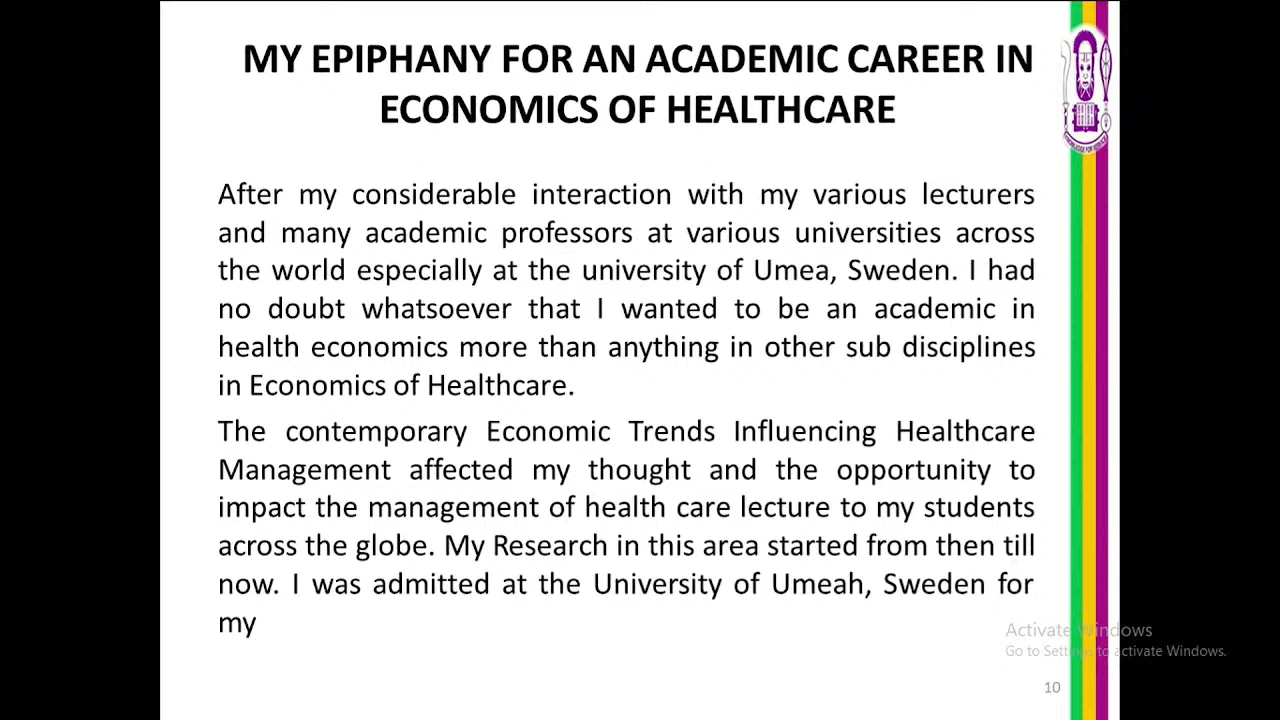 MY EPIPHANY FOR AN ACADEMIC CAREER IN
ECONOMICS OF HEALTHCARE
After my considerable interaction with my various lecturers
and many academic professors at various universities across
the world especially at the university of Umea, Sweden. I had
no doubt whatsoever that I wanted to be an academic in
health economics more than anything in other sub disciplines
in Economics of Healthcare.
The contemporary Economic Trends Influencing Healthcare
Management affected my thought and the opportunity to
impact the management of health care lecture to my students
across the globe. My Research in this area started from then till
now. I was admitted at the University of Umeah, Sweden for
my
Activate Windows
Go to Settings to activate Windows.
10
KNOWLEDGE FOR SERVICE